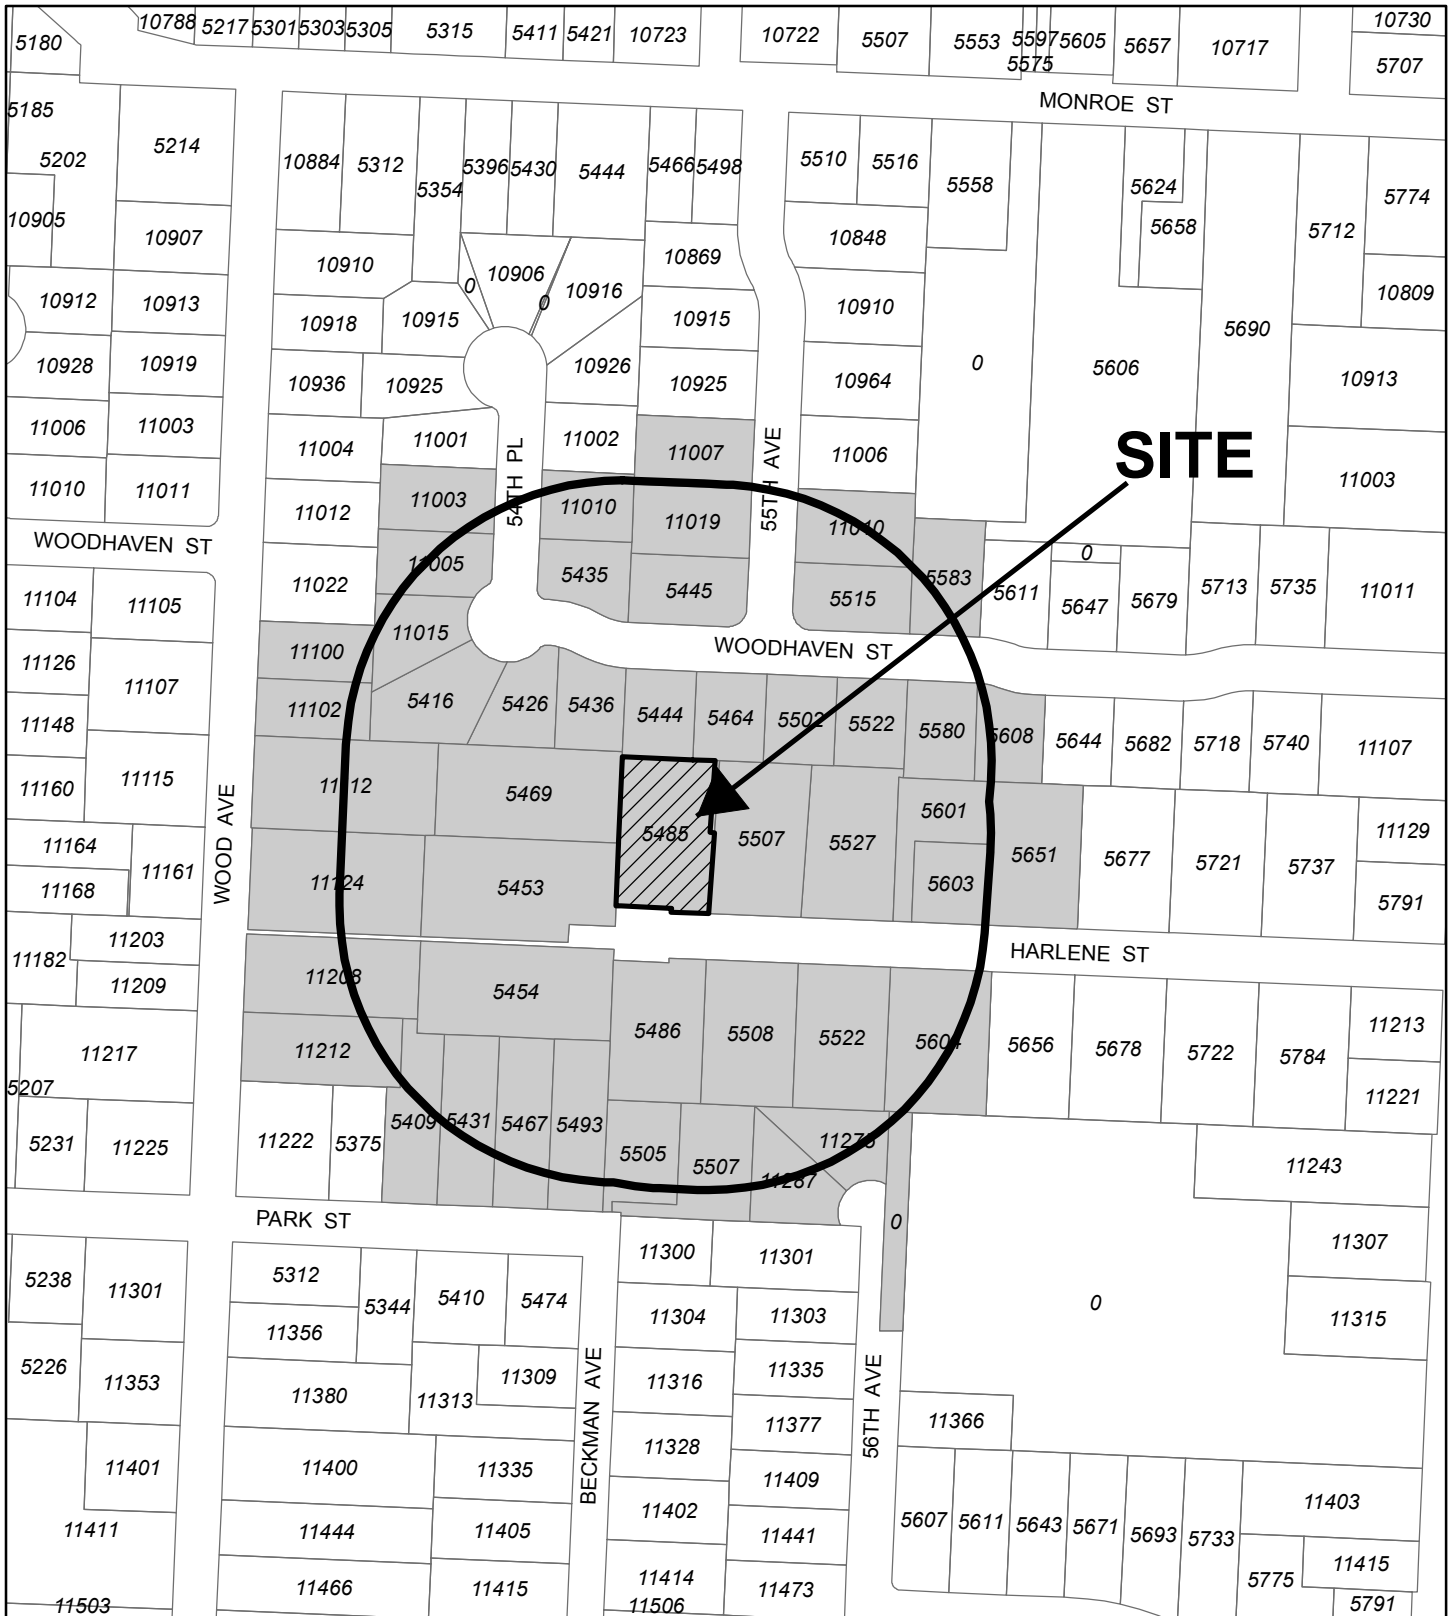 10788 5217 5301 5303 5305 5315 5411 5421 10723 10722 5507 5553 5597 5605 5657 10717 10730
5180 5575 5707
MONROE ST
5185 5202 5214 10884 5312 5354 5396 5430 5444 5466 5498 5510 5516 5558 5624 5658 5712 5774
10905 10907 10910 10906 10869 10848
0 0 10916 10809
10912 10913 10918 10915 10915 10910 5690
10928 10919 10936 10925 10926 10925 10964 0 5606 10913
11006 11003 11004 11001 11002 11007 11006
SITE
54TH PL
55TH AVE
11010 11011 11012 11003 11010 11019 11010 11003
WOODHAVEN ST
11022 11005 5435 5445 5515 5583 5611 0 5647 5679 5713 5735 11011
11104 11105 11015
WOODHAVEN ST
11126 11107 11100
11148 11102 5416 5426 5436 5444 5464 5502 5522 5580 5608 5644 5682 5718 5740 11107
11160 11115 11112 5469 5485 5507 5527 5601 5651 5677 5721 5737 11129
WOOD AVE
11164 11161 11168 11124 5453 5603 5791
11203
11182 11209
HARLENE ST
11208 5454 5486 5508 5522 5604 5656 5678 5722 5784 11213
11217 11212
5207 11221
5231 11225 11222 5375 5409 5431 5467 5493 5505 5507 11275 11287 11243
PARK ST
0
5238 11301 5312 5344 5410 5474 11300 11301 11307
11356 11304 11303 0 11315
5226 11353 11380 11313 11309 11316 11335
BECKMAN AVE
56TH AVE
11377 11366
11401 11400 11335 11328 11409
11411 11444 11405 11402 11441 5607 5611 5643 5671 5693 5733 11403
11466 11415 11414 11473 5775 11415
11503 11506 5791